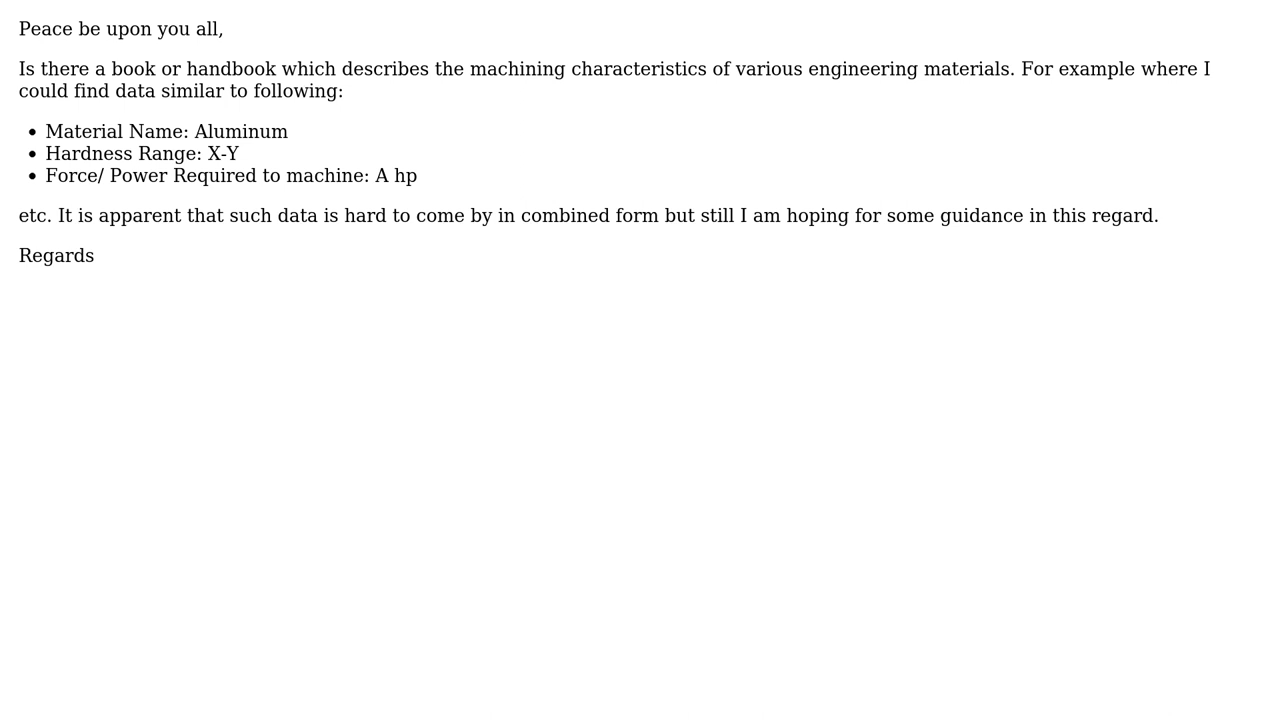 Peace be upon you all,
Is there a book or handbook which describes the machining characteristics of various engineering materials. For example where I
could find data similar to following:
• Material Name: Aluminum
• Hardness Range: X-Y
• Force/ Power Required to machine: A hp
etc. It is apparent that such data is hard to come by in combined form but still I am hoping for some guidance in this regard.
Regards